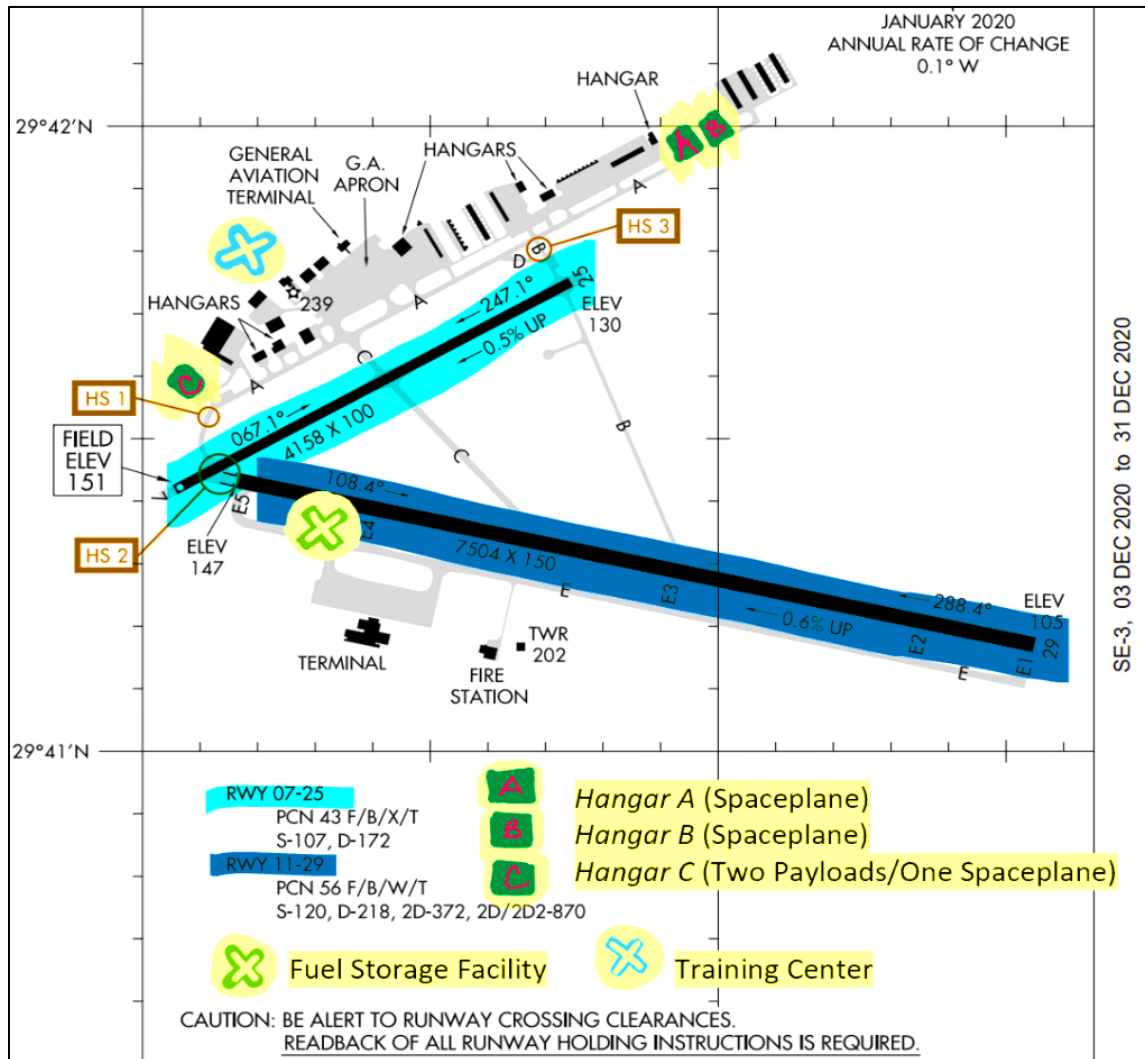 JANUARY 2020
ANNUAL RATE OF CHANGE
0.1° W
HANGAR
29°42'N
A
B
GENERAL
AVIATION
TERMINAL
G.A.
APRON
HANGARS
A
HS 3
B
D
25
239
HANGARS
A
247.1°
0.5% UP
ELEV
130
C
C
A
HS 1
067.1°
4158 X 100
B
FIELD
ELEV
151
C
7
11
108.4°
E5
HS 2
E4
ELEV
147
7504 X 150
E
E3
288.4°
ELEV
105
0.6% UP
E2
29
E1
E
TERMINAL
TWR
202
FIRE
STATION
SE-3, 03 DEC 2020 to 31 DEC 2020
29°41'N
RWY 07-25
PCN 43 F/B/X/T
S-107, D-172
RWY 11-29
PCN 56 F/B/W/T
S-120, D-218, 2D-372, 2D/2D2-870
A
Hangar A (Spaceplane)
B
Hangar B (Spaceplane)
C
Hangar C (Two Payloads/One Spaceplane)
Fuel Storage Facility
Training Center
CAUTION: BE ALERT TO RUNWAY CROSSING CLEARANCES.
READBACK OF ALL RUNWAY HOLDING INSTRUCTIONS IS REQUIRED.